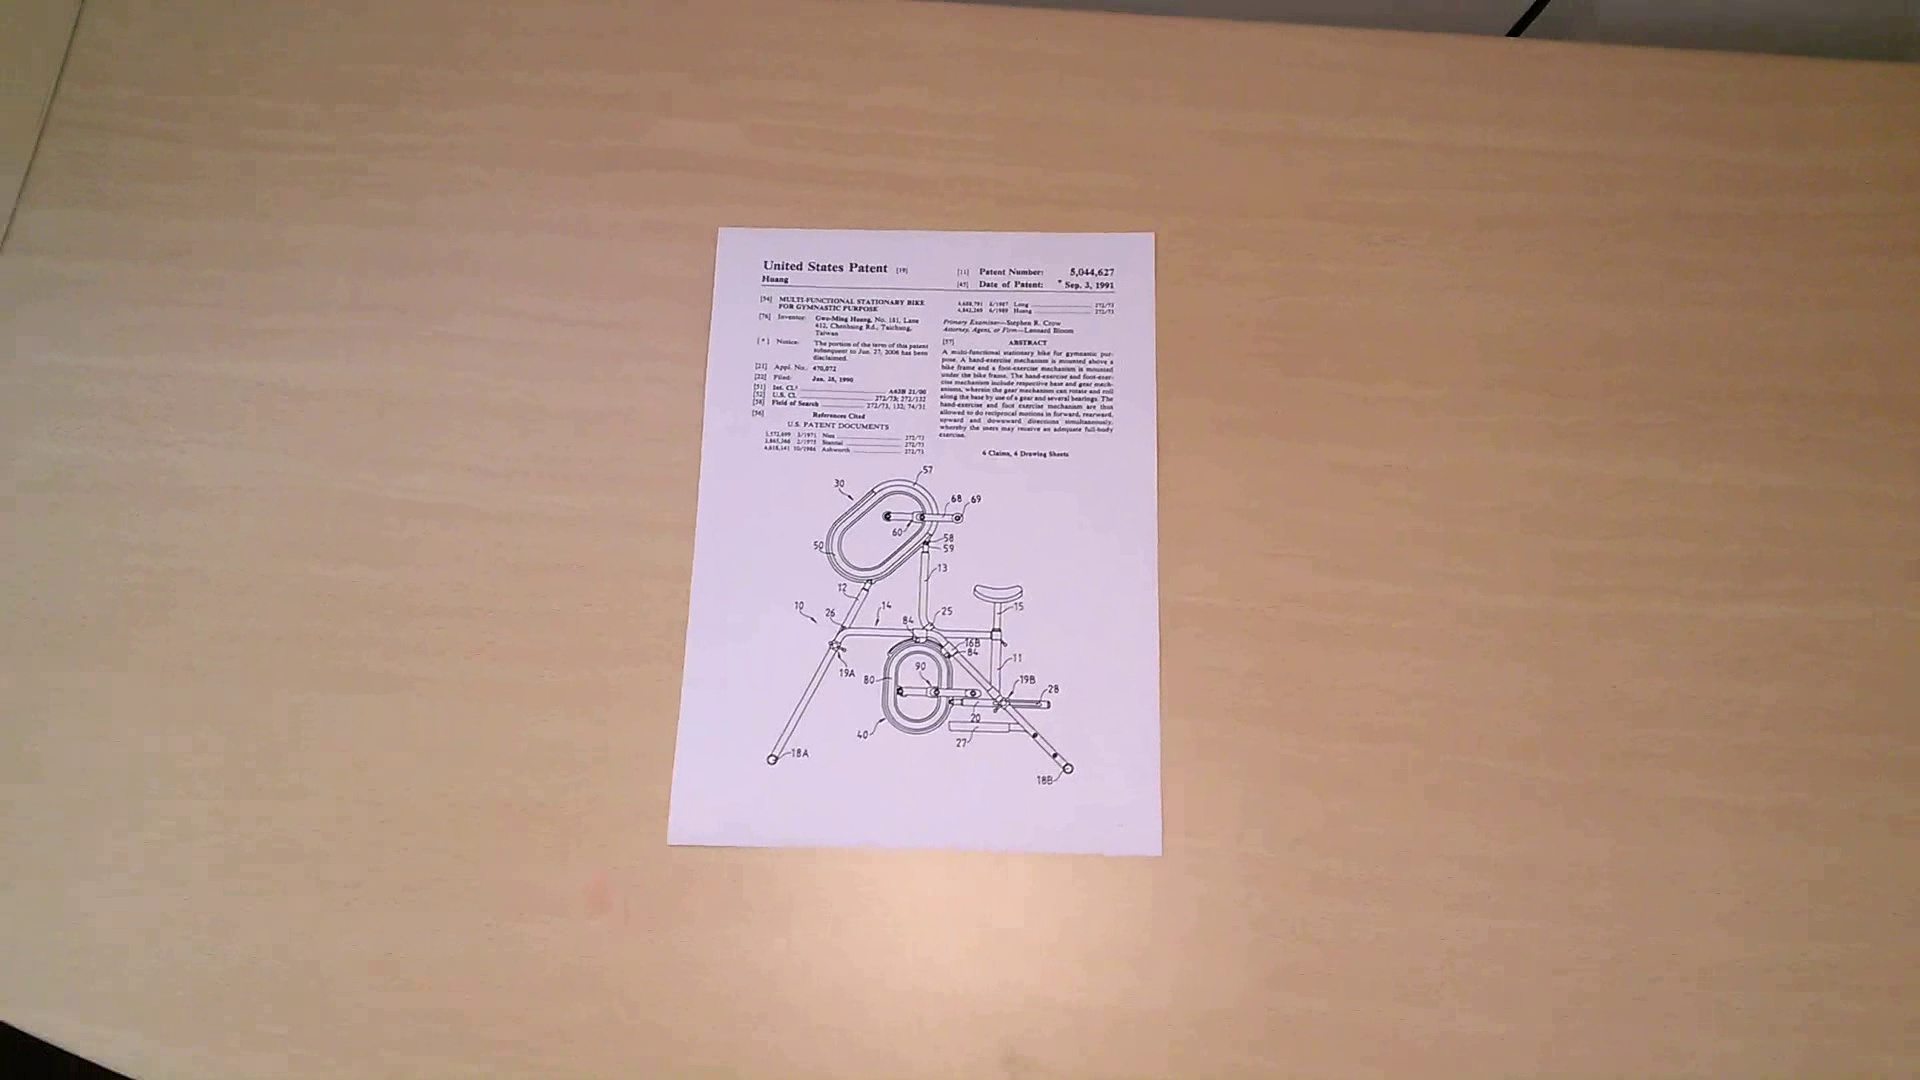 United States Patent [19]
Huang
[11] Patent Number: 5,044,627
[45] Date of Patent: * Sep. 3, 1991
[54] MULTI-FUNCTIONAL STATIONARY BIKE
FOR GYMNASTIC PURPOSE
[76] Inventor: Gwo-Ming Huang, No. 181, Lane
612, Chenhsing Rd., Taichung,
Taiwan
[*] Notice: The portion of the term of this patent
subsequent to Jun. 27, 2006 has been
disclaimed.
[21] Appl. No.: 470,072
[22] Filed: Jan. 25, 1990
[51] Int. Cl.⁵ A63B 21/00
[52] U.S. Cl. 272/73; 272/132
[58] Field of Search 272/73, 132; 74/31
[56] References Cited
U.S. PATENT DOCUMENTS
3/1971 272/73
2/1975 272/73
10/1986 Ashworth 272/73
6/1987 Long 272/73
6/1989 Huang 272/73
Primary Examiner—Stephen R. Crow
Attorney, Agent, or Firm—Leonard Bloom
[57] ABSTRACT
A multi-functional stationary bike for gymnastic pur-
pose. A hand-exercise mechanism is mounted above a
bike frame and a foot-exercise mechanism is mounted
under the bike frame. The hand-exercise and foot-exer-
cise mechanism include respective base and gear mech-
anisms, wherein the gear mechanisms can rotate and roll
along the base by use of a gear and several bearings. The
hand-exercise and foot exercise mechanism are thus
allowed to do reciprocal motions in forward, rearward,
upward and downward directions simultaneously,
whereby the users may receive an adequate full-body
exercise.
6 Claims, 4 Drawing Sheets
57
30
68 69
60
58
50
59
13
12
10
26
14
25
15
84
16B
84
11
19A
80
90
19B
28
20
40
27
18A
18B